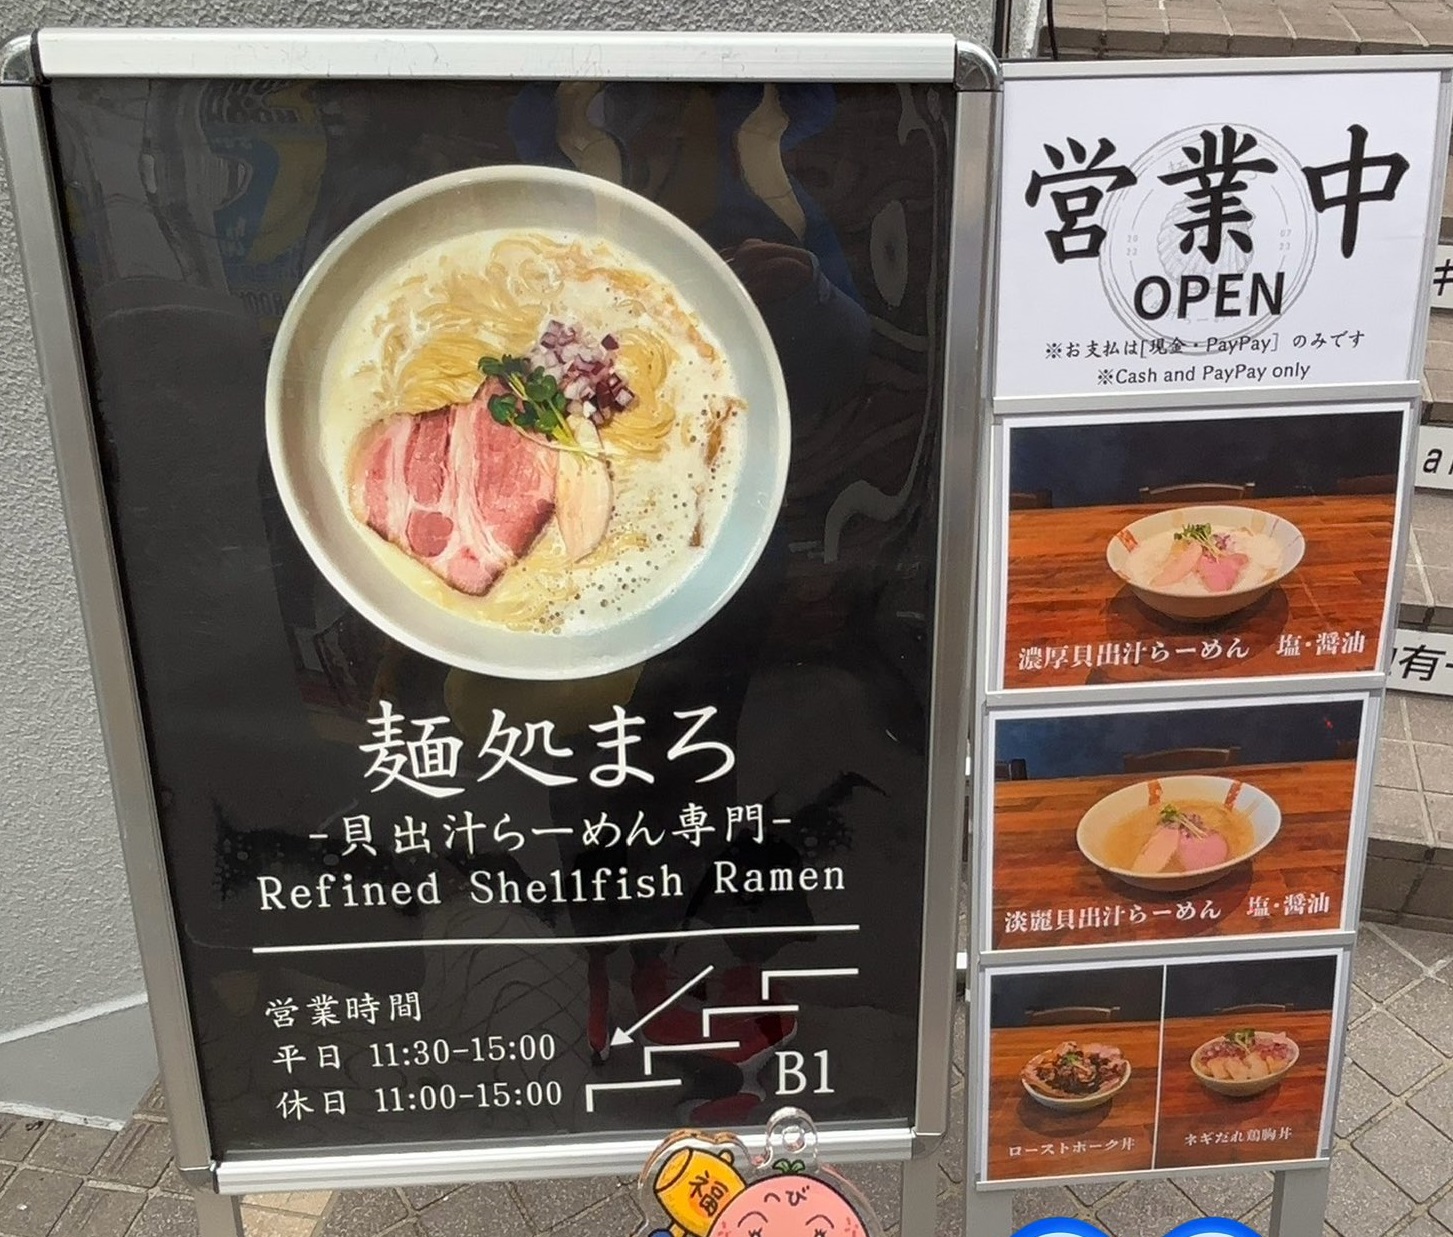 麺処まろ
-貝出汁らーめん専門-
Refined Shellfish Ramen
営業時間
平日 11:30-15:00
休日 11:00-15:00
B1
営業中
OPEN
※お支払は[現金・PayPay]のみです
※Cash and PayPay only
濃厚貝出汁らーめん 塩・醤油
淡麗貝出汁らーめん 塩・醤油
ローストポーク丼
ネギだれ鶏胸丼
福
つび